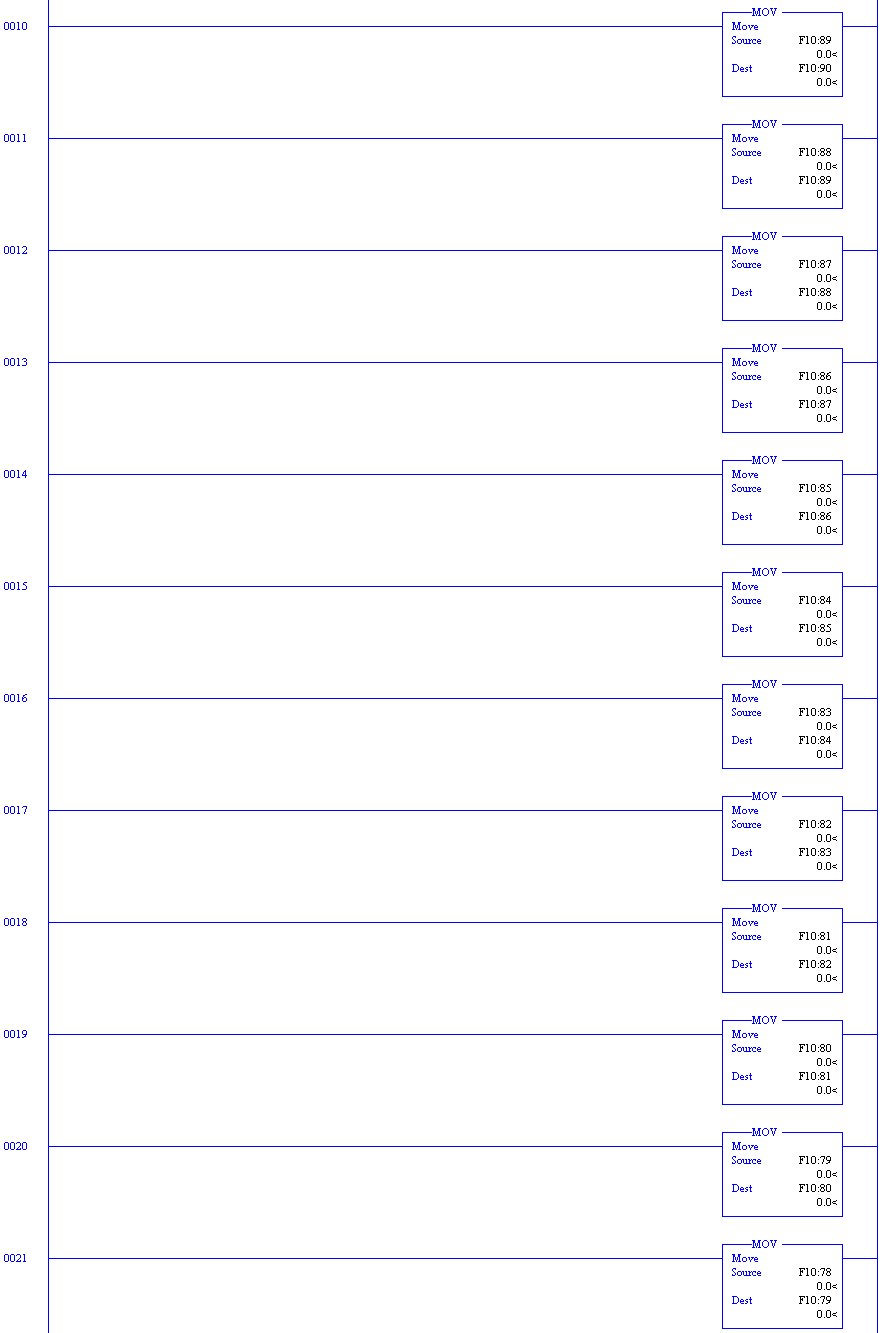 0010
MOV
Move
Source F10:89
0.0<
Dest F10:90
0.0<
0011
MOV
Move
Source F10:88
0.0<
Dest F10:89
0.0<
0012
MOV
Move
Source F10:87
0.0<
Dest F10:88
0.0<
0013
MOV
Move
Source F10:86
0.0<
Dest F10:87
0.0<
0014
MOV
Move
Source F10:85
0.0<
Dest F10:86
0.0<
0015
MOV
Move
Source F10:84
0.0<
Dest F10:85
0.0<
0016
MOV
Move
Source F10:83
0.0<
Dest F10:84
0.0<
0017
MOV
Move
Source F10:82
0.0<
Dest F10:83
0.0<
0018
MOV
Move
Source F10:81
0.0<
Dest F10:82
0.0<
0019
MOV
Move
Source F10:80
0.0<
Dest F10:81
0.0<
0020
MOV
Move
Source F10:79
0.0<
Dest F10:80
0.0<
0021
MOV
Move
Source F10:78
0.0<
Dest F10:79
0.0<